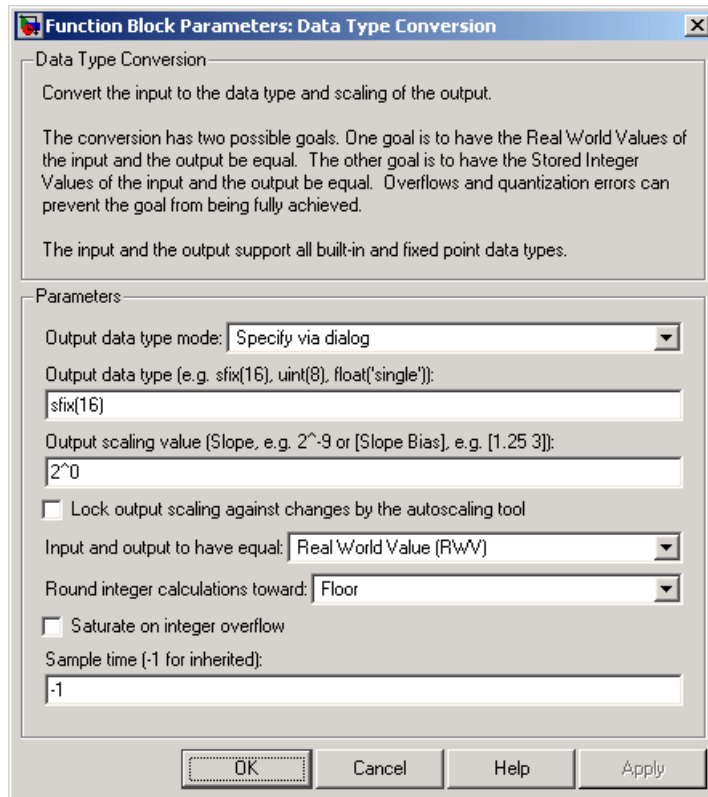 Function Block Parameters: Data Type Conversion
Data Type Conversion
Convert the input to the data type and scaling of the output.
The conversion has two possible goals. One goal is to have the Real World Values of
the input and the output be equal.  The other goal is to have the Stored Integer
Values of the input and the output be equal.  Overflows and quantization errors can
prevent the goal from being fully achieved.
The input and the output support all built-in and fixed point data types.
Parameters
Output data type mode: Specify via dialog
Output data type (e.g. sfix(16), uint(8), float('single')):
sfix(16)
Output scaling value (Slope, e.g. 2^-9 or [Slope Bias], e.g. [1.25 3]):
2^0
Lock output scaling against changes by the autoscaling tool
Input and output to have equal: Real World Value (RWV)
Round integer calculations toward: Floor
Saturate on integer overflow
Sample time (-1 for inherited):
-1
OK Cancel Help Apply